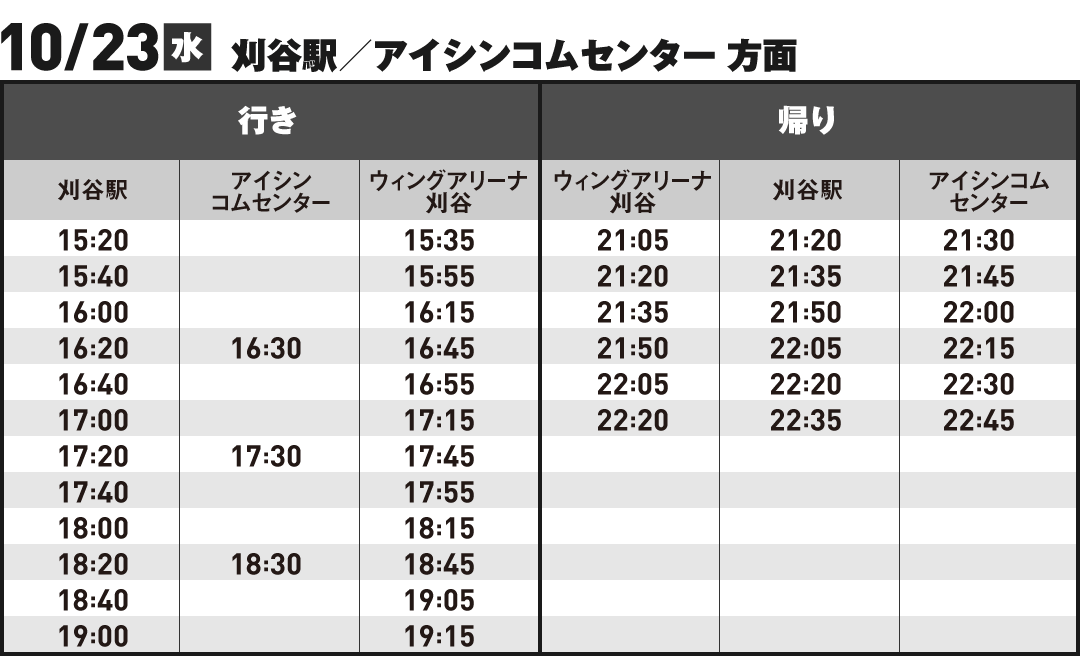 10/23 水 刈谷駅／アイシンコムセンター 方面
行き 帰り
刈谷駅 アイシン ウィングアリーナ ウィングアリーナ 刈谷駅 アイシンコム
コムセンター 刈谷 刈谷 センター
15:20 15:35 21:05 21:20 21:30
15:40 15:55 21:20 21:35 21:45
16:00 16:15 21:35 21:50 22:00
16:20 16:30 16:45 21:50 22:05 22:15
16:40 16:55 22:05 22:20 22:30
17:00 17:15 22:20 22:35 22:45
17:20 17:30 17:45
17:40 17:55
18:00 18:15
18:20 18:30 18:45
18:40 19:05
19:00 19:15